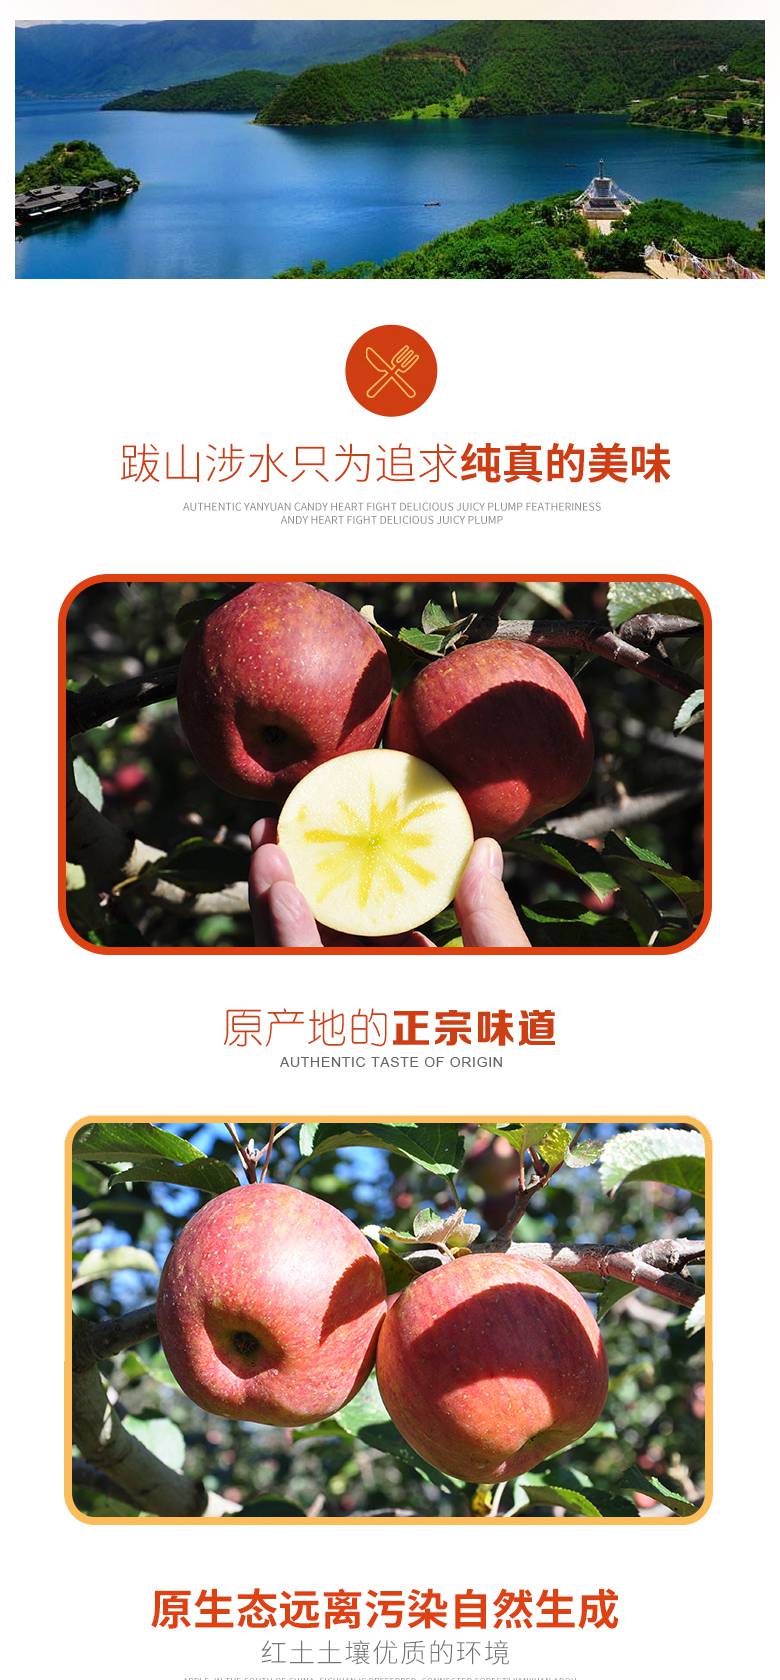 跋山涉水只为追求纯真的美味
AUTHENTIC YANYUAN CANDY HEART FIGHT DELICIOUS JUICY PLUMP FEATHERINESS
ANDY HEART FIGHT DELICIOUS JUICY PLUMP
原产地的正宗味道
AUTHENTIC TASTE OF ORIGIN
原生态远离污染自然生成
红土土壤优质的环境